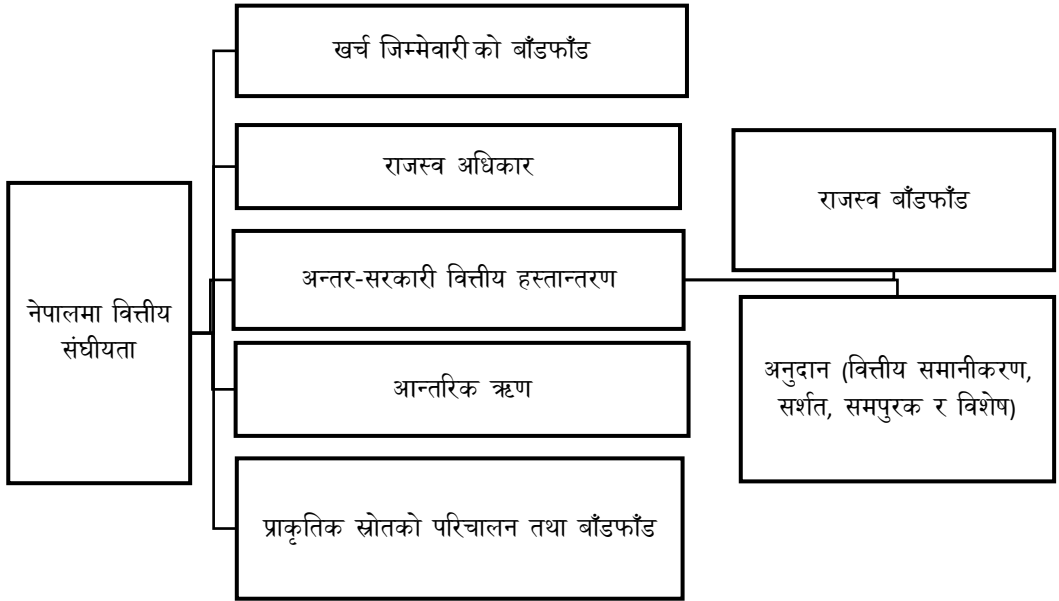 नेपालमा वित्तीय
संघीयता
खर्च जिम्मेवारी को बाँडफाँड
राजस्व अधिकार
अन्तर-सरकारी वित्तीय हस्तान्तरण
आन्तरिक ऋण
प्राकृतिक स्रोतको परिचालन तथा बाँडफाँड
राजस्व बाँडफाँड
अनुदान (वित्तीय समानीकरण,
सर्शत, समपुरक र विशेष)